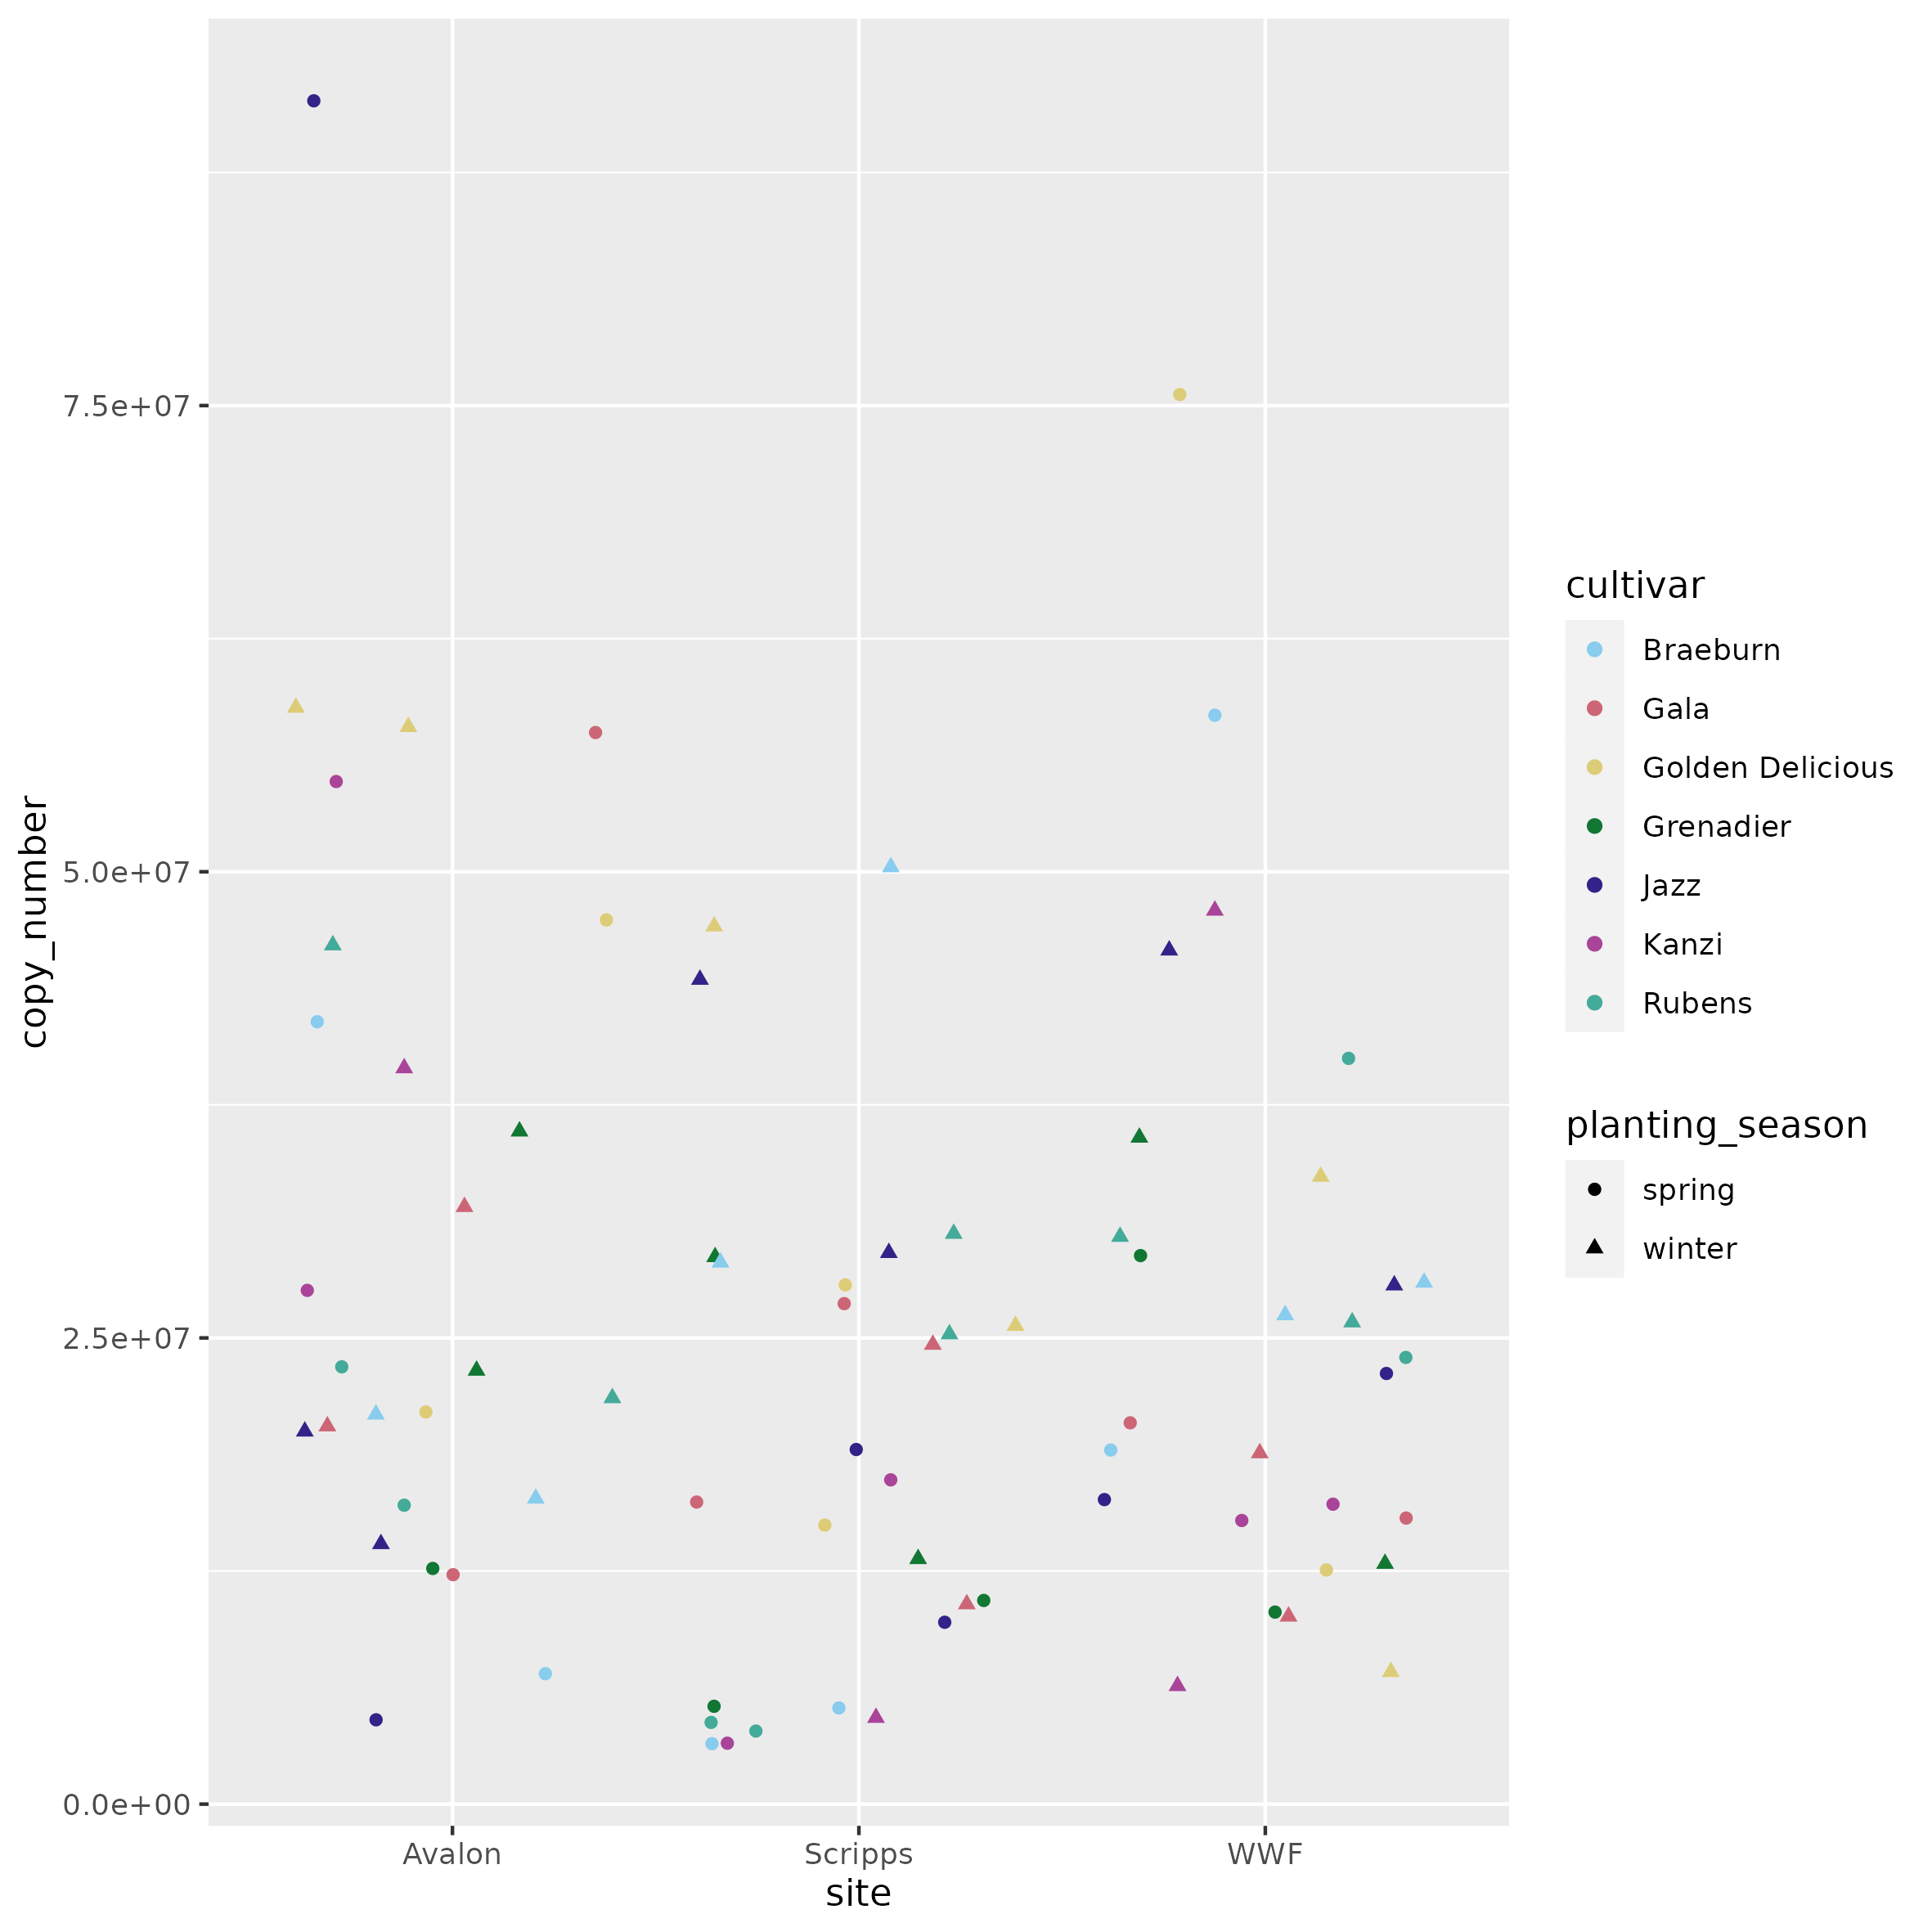 copy_number
7.5e+07
5.0e+07
2.5e+07
0.0e+00
Avalon
Scripps
WWF
site
cultivar
Braeburn
Gala
Golden Delicious
Grenadier
Jazz
Kanzi
Rubens
planting_season
spring
winter